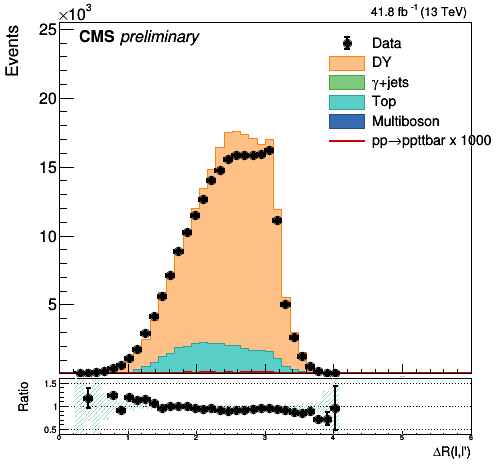 ×10³
41.8 fb⁻¹ (13 TeV)
CMS preliminary
Events
25
20
15
10
5
Data
DY
γ+jets
Top
Multiboson
pp→ppttbar x 1000
Ratio
1.5
1
0.5
0 1 2 3 4 5 6
ΔR(l,l')